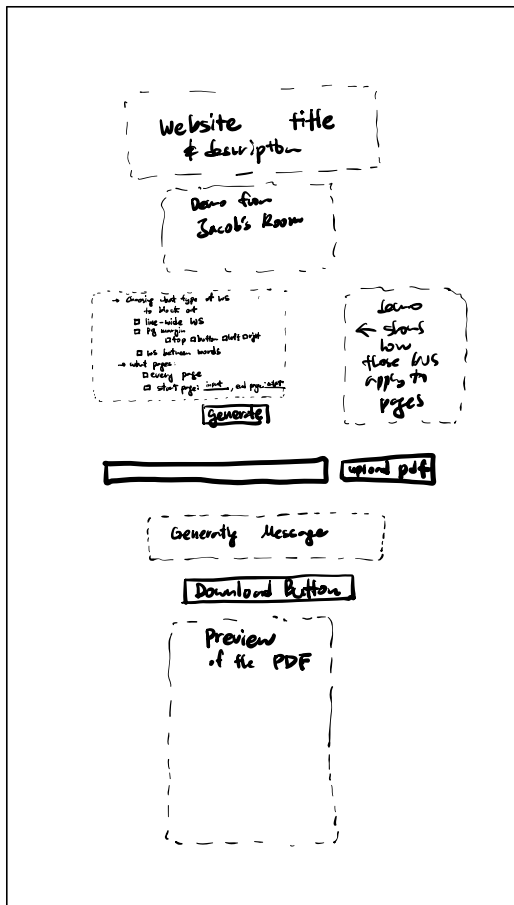 Website title
& description
Demo from
Jacob's Room
→ Choosing what type of WS
to block out
□ line-wide WS
□ Pg margin
□ top □ button □ left □ right
□ WS between words
→ what pages:
□ every page
□ start page: input, end page: input
generate
demo
← shows
how
those WS
apply to
pages
upload pdf
Message
Download Button
Preview
of the PDF